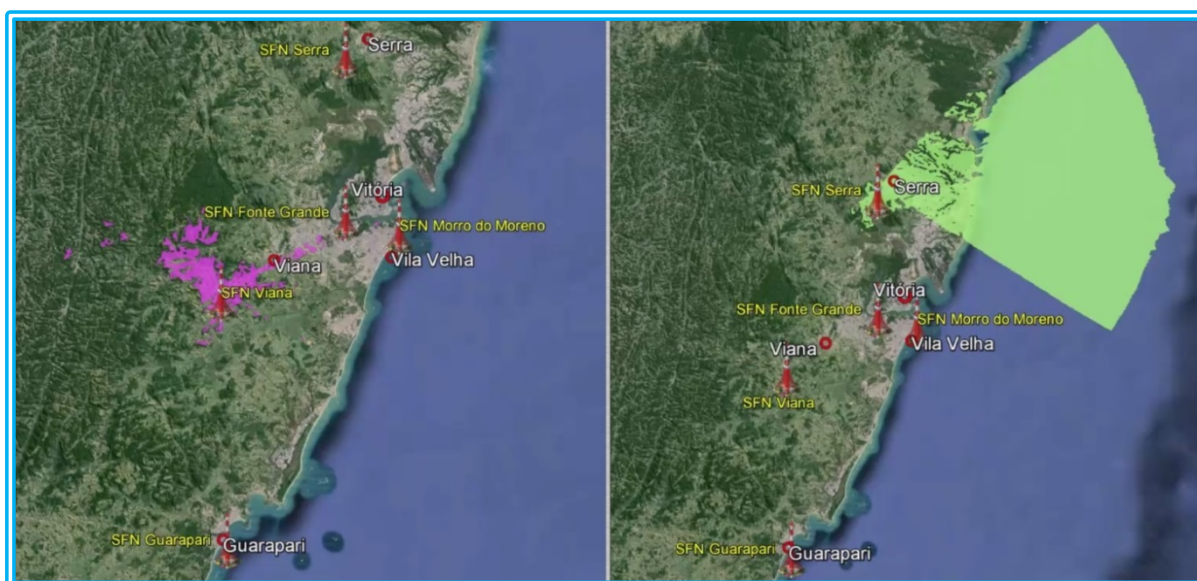 SFN Serra
Serra
Vitória
SFN Fonte Grande
SFN Morro do Moreno
Viana
Vila Velha
SFN Viana
SFN Guarapari
Guarapari
SFN Serra
Serra
Vitória
SFN Fonte Grande
SFN Morro do Moreno
Viana
Vila Velha
SFN Viana
SFN Guarapari
Guarapari